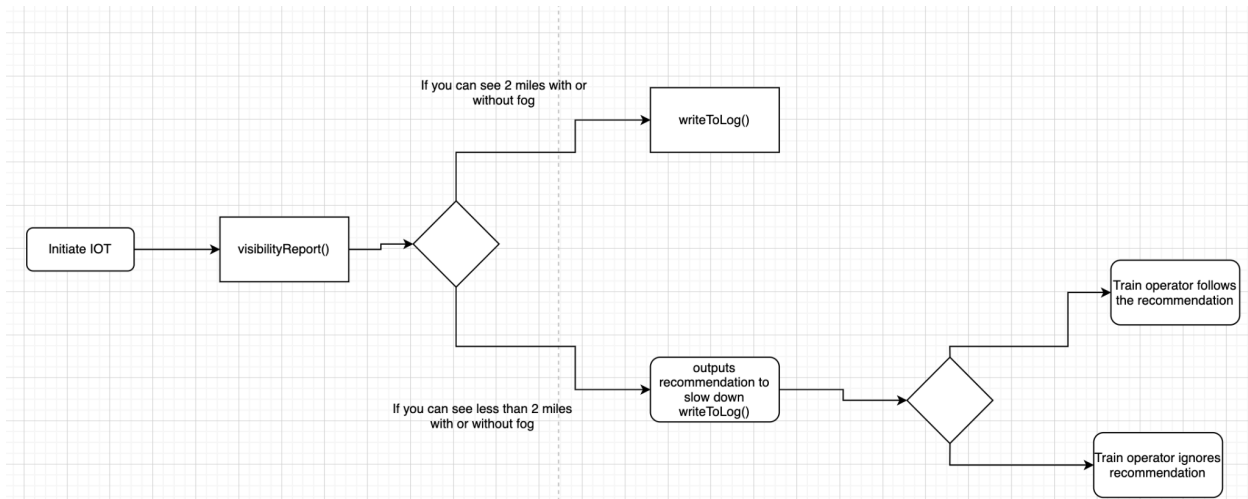 If you can see 2 miles with or
without fog
writeToLog()
Initiate IOT
visibilityReport()
Train operator follows
the recommendation
outputs
recommendation to
slow down
writeToLog()
If you can see less than 2 miles
with or without fog
Train operator ignores
recommendation